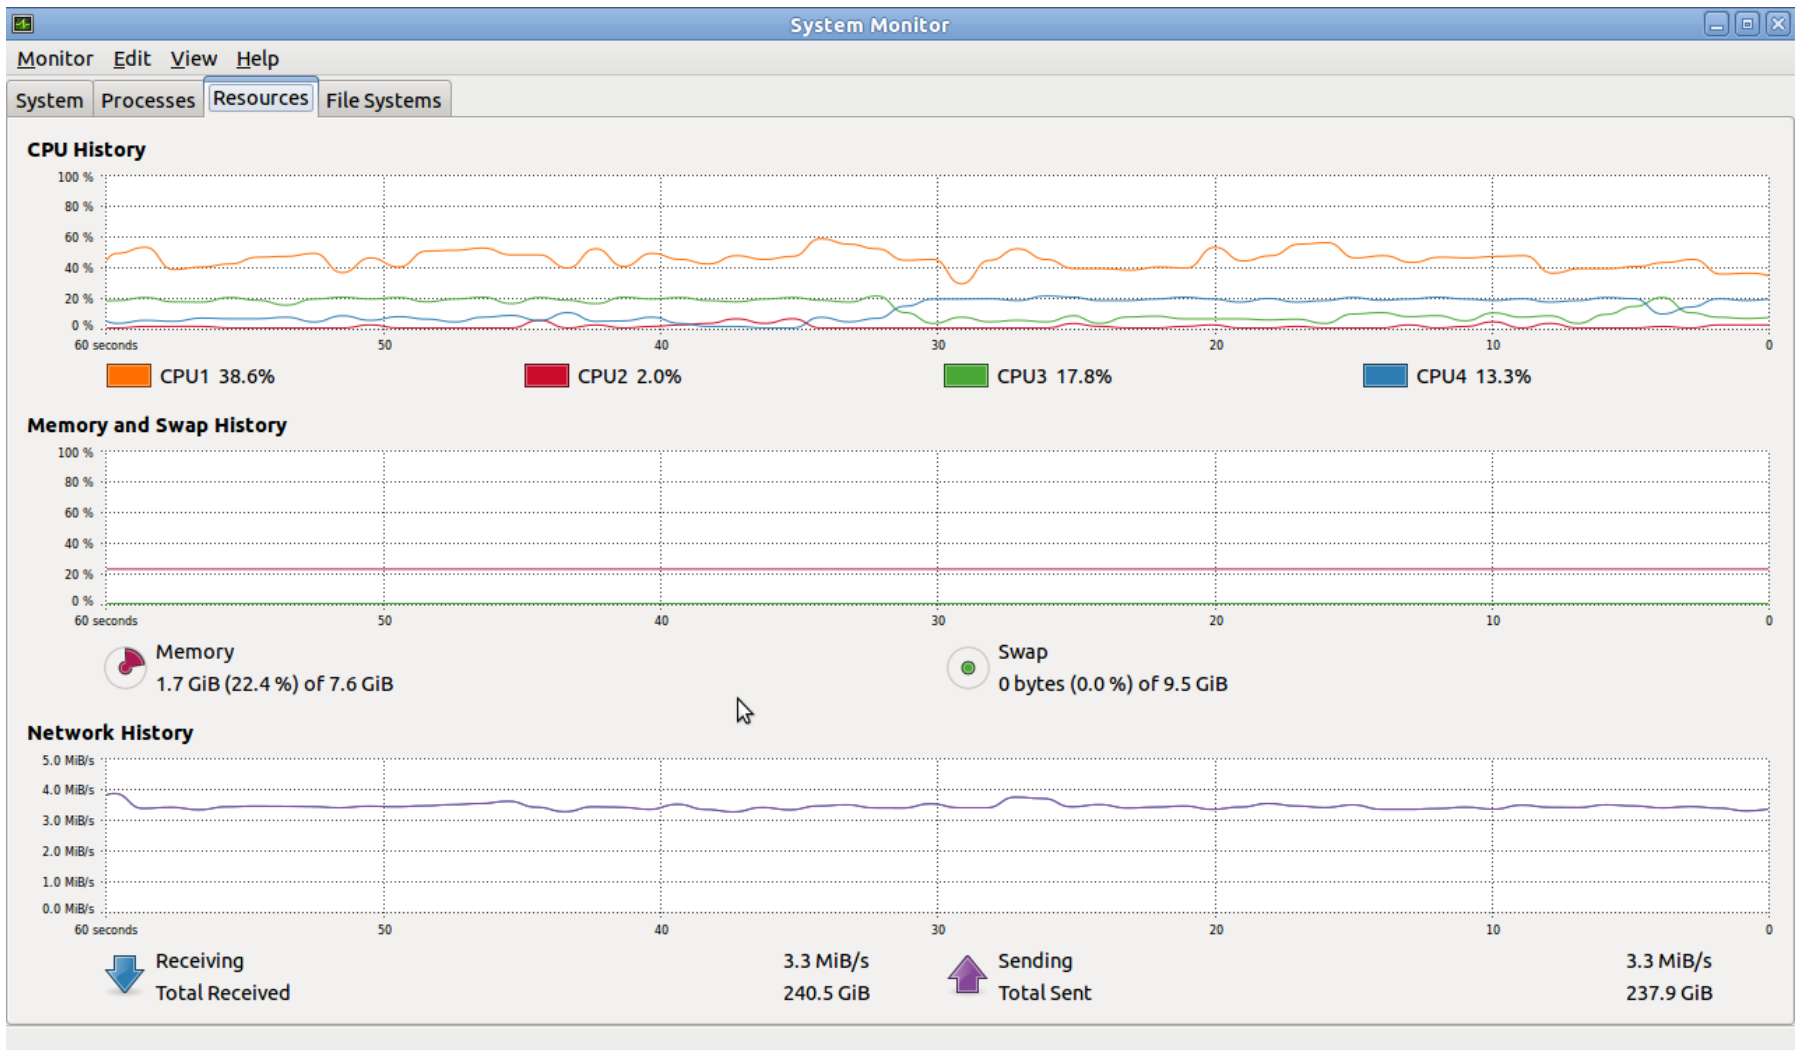 System Monitor
Monitor Edit View Help
System Processes Resources File Systems
CPU History
100 %
80 %
60 %
40 %
20 %
0 %
60 seconds 50 40 30 20 10 0
CPU1 38.6% CPU2 2.0% CPU3 17.8% CPU4 13.3%
Memory and Swap History
100 %
80 %
60 %
40 %
20 %
0 %
60 seconds 50 40 30 20 10 0
Memory Swap
1.7 GiB (22.4 %) of 7.6 GiB 0 bytes (0.0 %) of 9.5 GiB
Network History
5.0 MiB/s
4.0 MiB/s
3.0 MiB/s
2.0 MiB/s
1.0 MiB/s
0.0 MiB/s
60 seconds 50 40 30 20 10 0
Receiving 3.3 MiB/s Sending 3.3 MiB/s
Total Received 240.5 GiB Total Sent 237.9 GiB